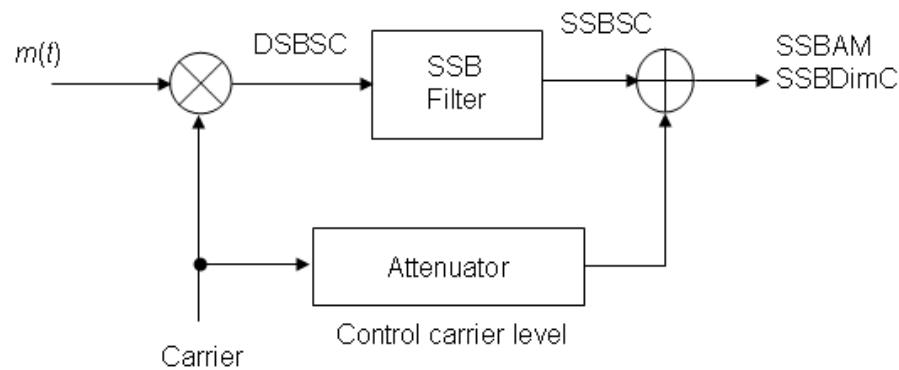 m(t)
DSBSC
SSB
Filter
SSBSC
SSBAM
SSBDimC
Attenuator
Control carrier level
Carrier